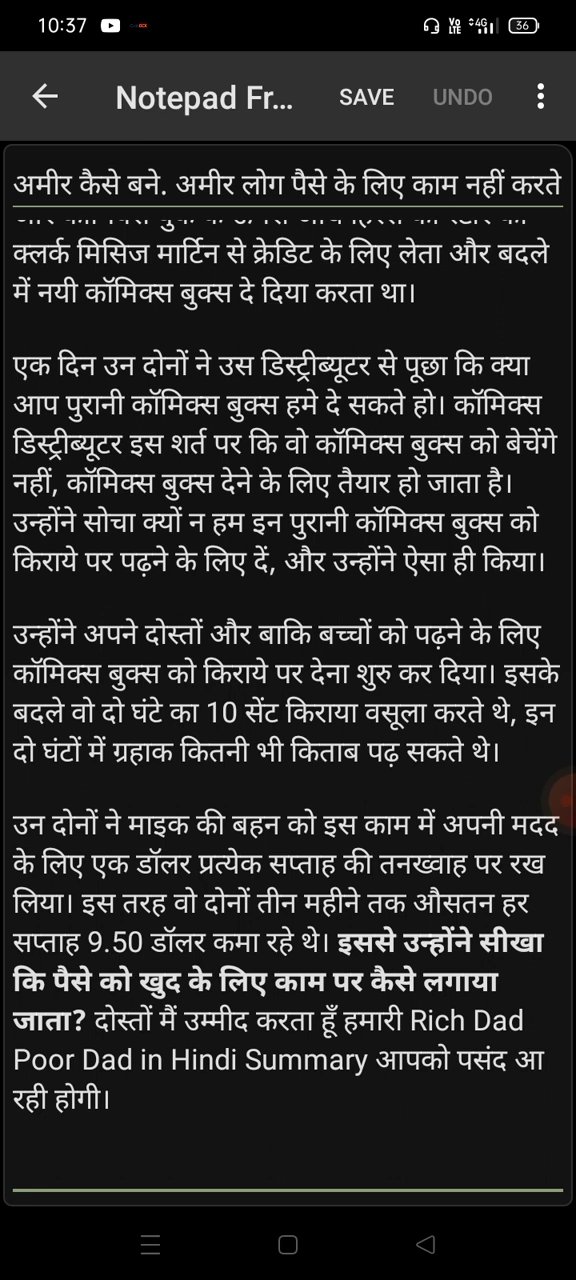 10:37
Vo LTE 4G 36
Notepad Fr...
SAVE
UNDO
अमीर कैसे बने. अमीर लोग पैसे के लिए काम नहीं करते
क्लर्क मिसिज मार्टिन से क्रेडिट के लिए लेता और बदले
में नयी कॉमिक्स बुक्स दे दिया करता था।
एक दिन उन दोनों ने उस डिस्ट्रीब्यूटर से पूछा कि क्या
आप पुरानी कॉमिक्स बुक्स हमे दे सकते हो। कॉमिक्स
डिस्ट्रीब्यूटर इस शर्त पर कि वो कॉमिक्स बुक्स को बेचेंगे
नहीं, कॉमिक्स बुक्स देने के लिए तैयार हो जाता है।
उन्होंने सोचा क्यों न हम इन पुरानी कॉमिक्स बुक्स को
किराये पर पढ़ने के लिए दें, और उन्होंने ऐसा ही किया।
उन्होंने अपने दोस्तों और बाकि बच्चों को पढ़ने के लिए
कॉमिक्स बुक्स को किराये पर देना शुरु कर दिया। इसके
बदले वो दो घंटे का 10 सेंट किराया वसूला करते थे, इन
दो घंटों में ग्रहाक कितनी भी किताब पढ़ सकते थे।
उन दोनों ने माइक की बहन को इस काम में अपनी मदद
के लिए एक डॉलर प्रत्येक सप्ताह की तनख्वाह पर रख
लिया। इस तरह वो दोनों तीन महीने तक औसतन हर
सप्ताह 9.50 डॉलर कमा रहे थे। इससे उन्होंने सीखा
कि पैसे को खुद के लिए काम पर कैसे लगाया
जाता? दोस्तों मैं उम्मीद करता हूँ हमारी Rich Dad
Poor Dad in Hindi Summary आपको पसंद आ
रही होगी।